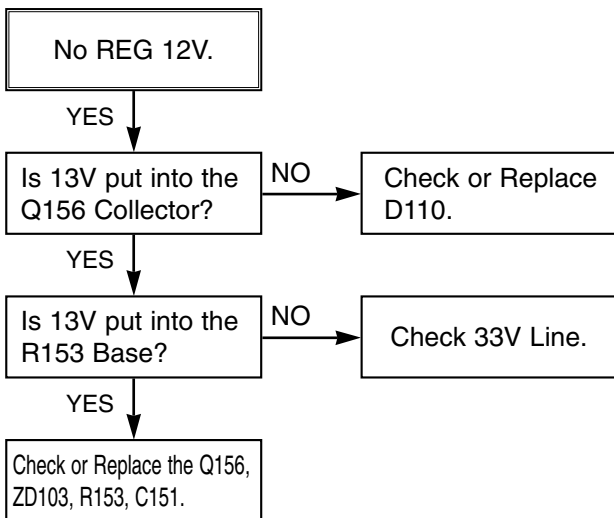 No REG 12V.
YES
Is 13V put into the
Q156 Collector?
NO
Check or Replace
D110.
YES
Is 13V put into the
R153 Base?
NO
Check 33V Line.
YES
Check or Replace the Q156,
ZD103, R153, C151.